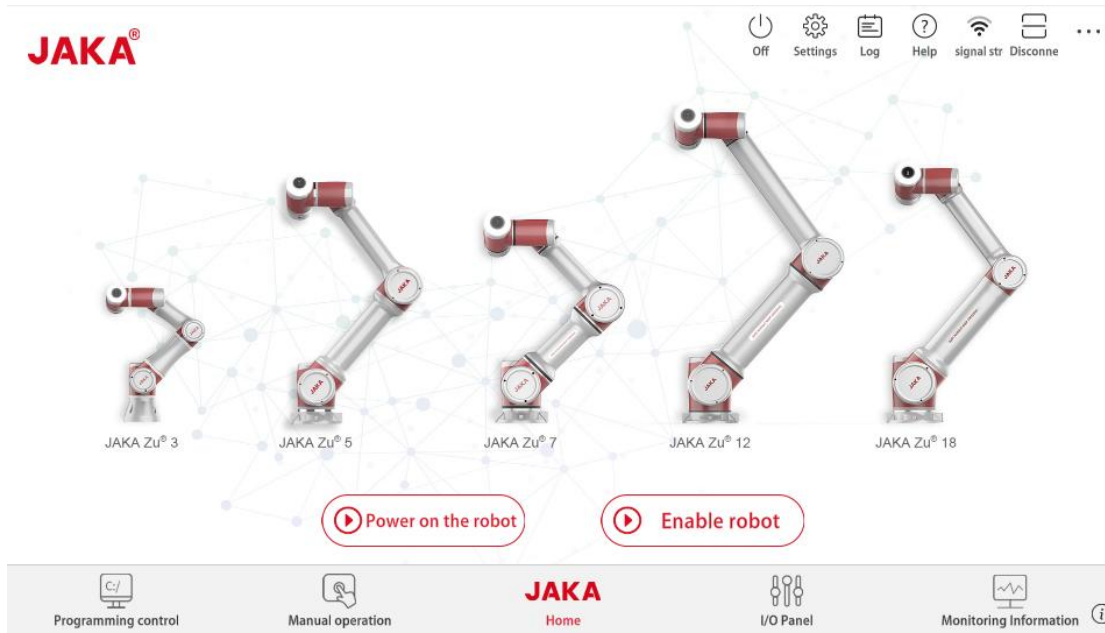 JAKA®
Off
Settings
Log
Help
signal str
Disconne
...
JAKA Zu® 3
JAKA Zu® 5
JAKA Zu® 7
JAKA Zu® 12
JAKA Zu® 18
Power on the robot
Enable robot
C:/
Programming control
Manual operation
JAKA
Home
I/O Panel
Monitoring Information